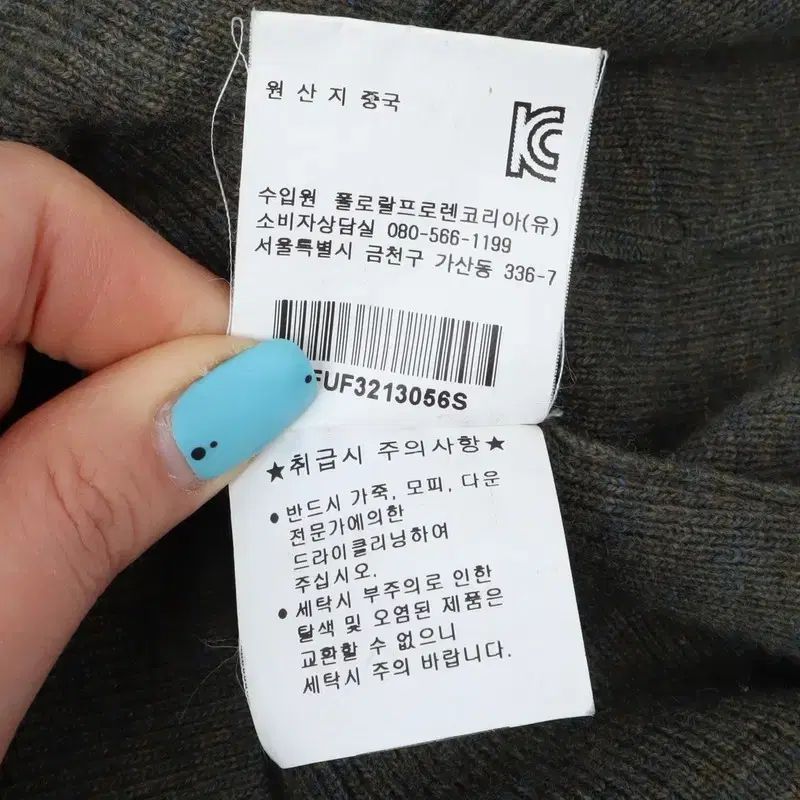 원산지 중국
KC
수입원 폴로랄프로렌코리아(유)
소비자상담실 080-566-1199
서울특별시 금천구 가산동 336-7
FUF3213056S
★취급시 주의사항★
● 반드시 가죽, 모피, 다운
전문가에의한
드라이클리닝하여
주십시오.
● 세탁시 부주의로 인한
탈색 및 오염된 제품은
교환할 수 없으니
세탁시 주의 바랍니다.